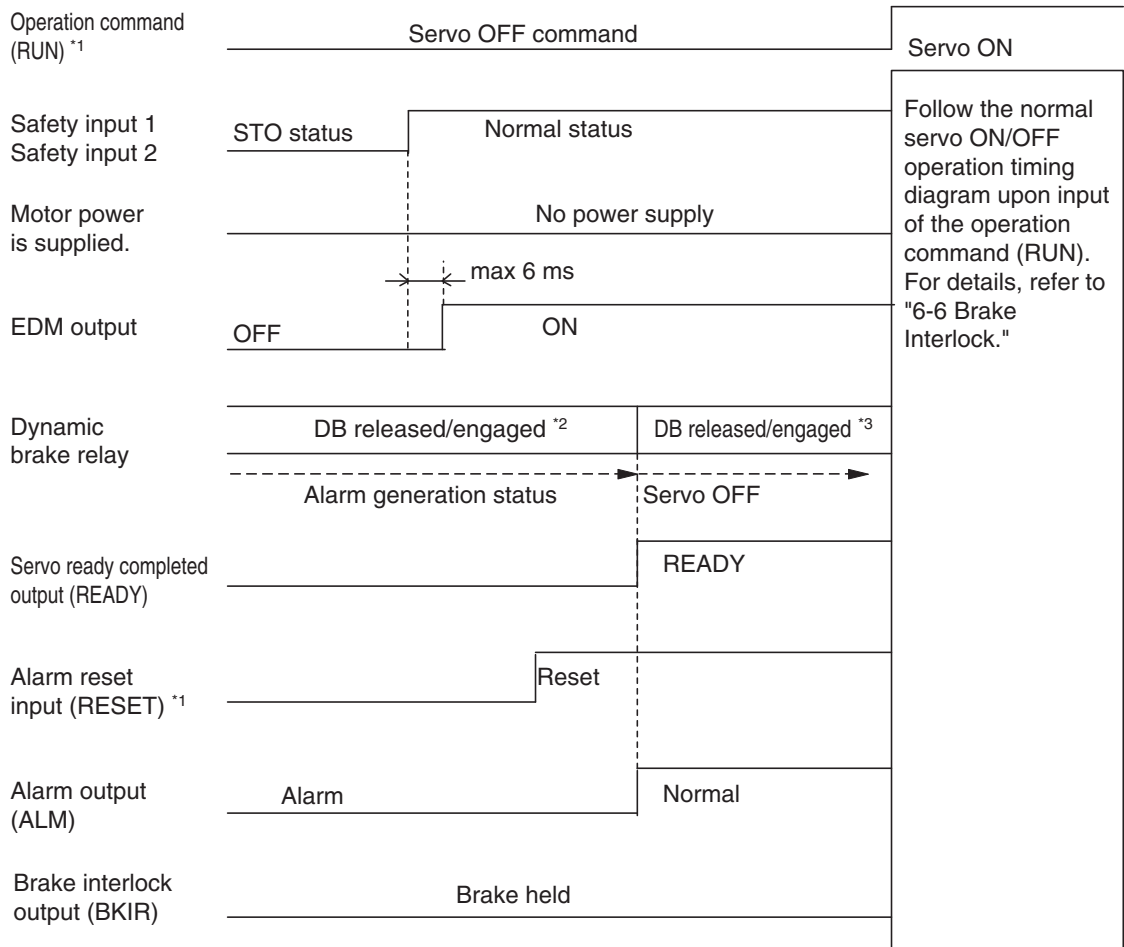 Operation command
(RUN) *1
Servo OFF command
Servo ON
Safety input 1
Safety input 2
STO status
Normal status
Follow the normal
servo ON/OFF
operation timing
diagram upon input
of the operation
command (RUN).
For details, refer to
"6-6 Brake
Interlock."
Motor power
is supplied.
No power supply
max 6 ms
EDM output
OFF
ON
Dynamic
brake relay
DB released/engaged *2
DB released/engaged *3
Alarm generation status
Servo OFF
Servo ready completed
output (READY)
READY
Alarm reset
input (RESET) *1
Reset
Alarm output
(ALM)
Alarm
Normal
Brake interlock
output (BKIR)
Brake held